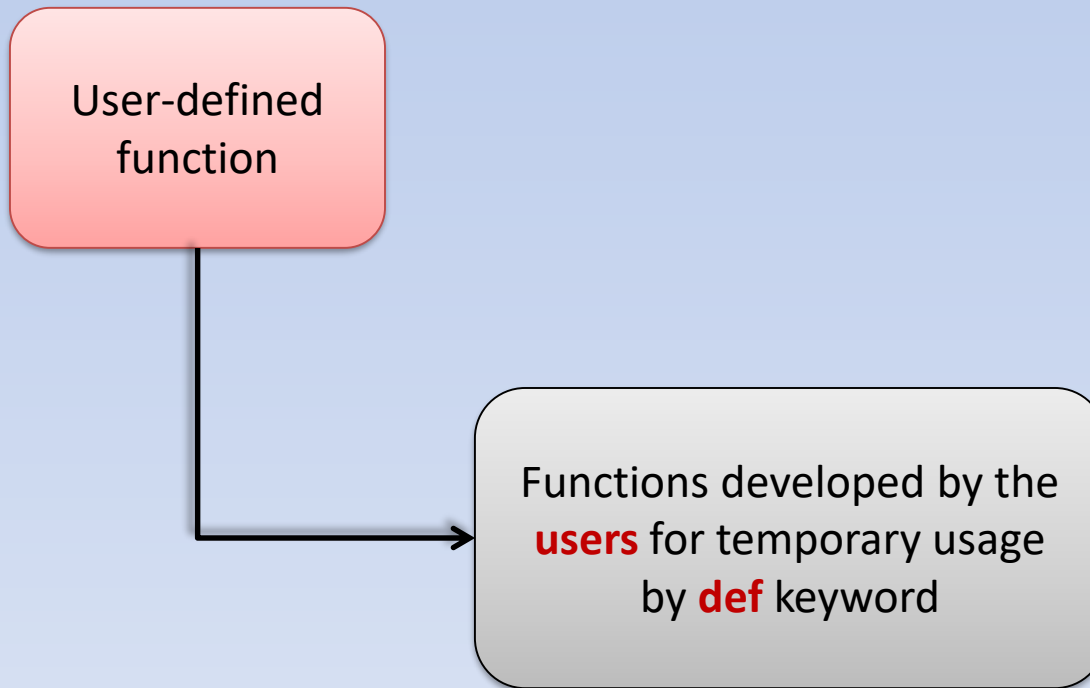 User-defined
function
Functions developed by the
users for temporary usage
by def keyword